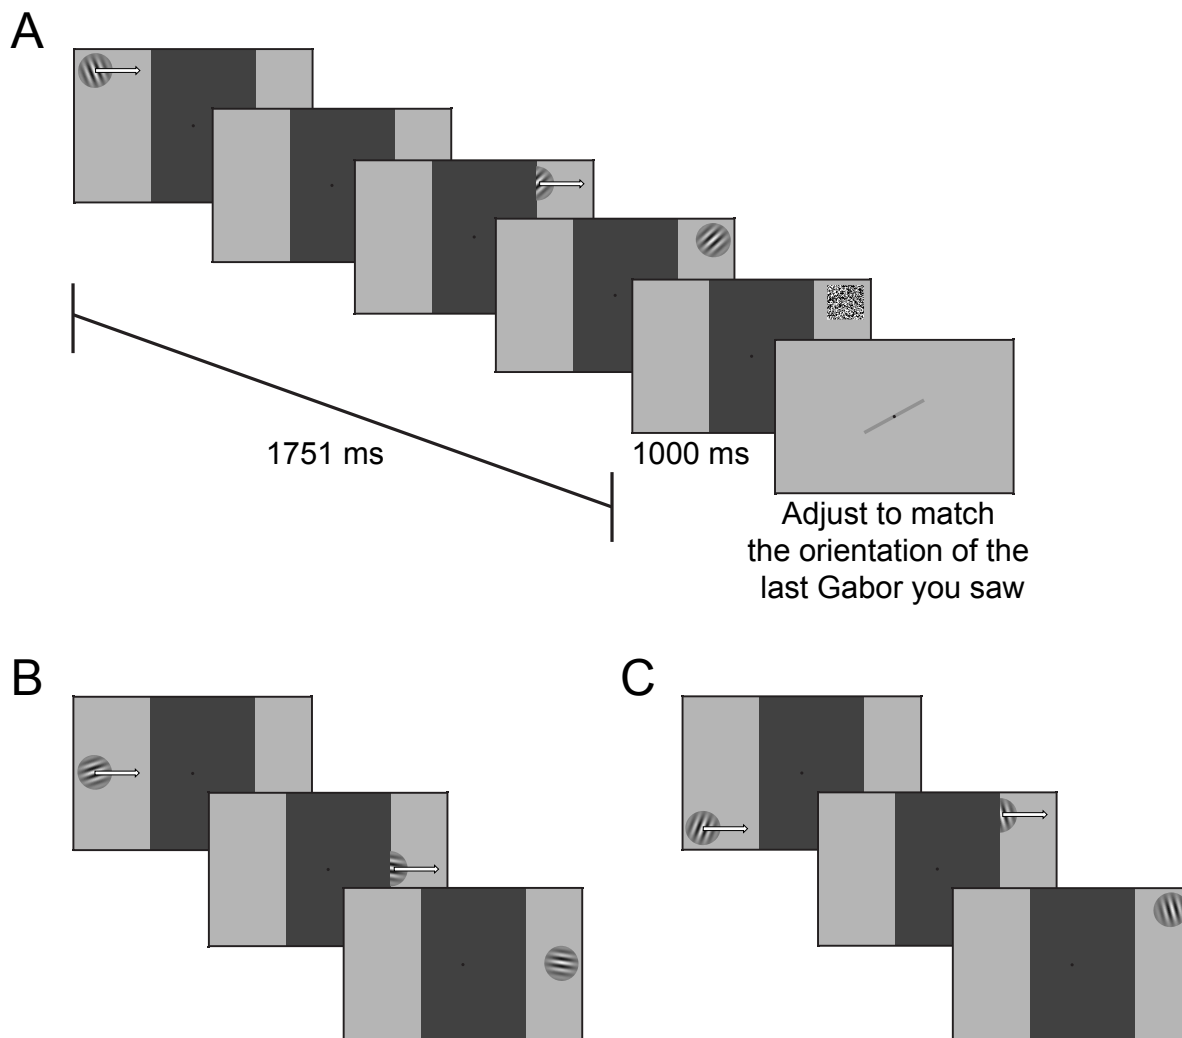 A
1751 ms
1000 ms
Adjust to match
the orientation of the
last Gabor you saw
B
C